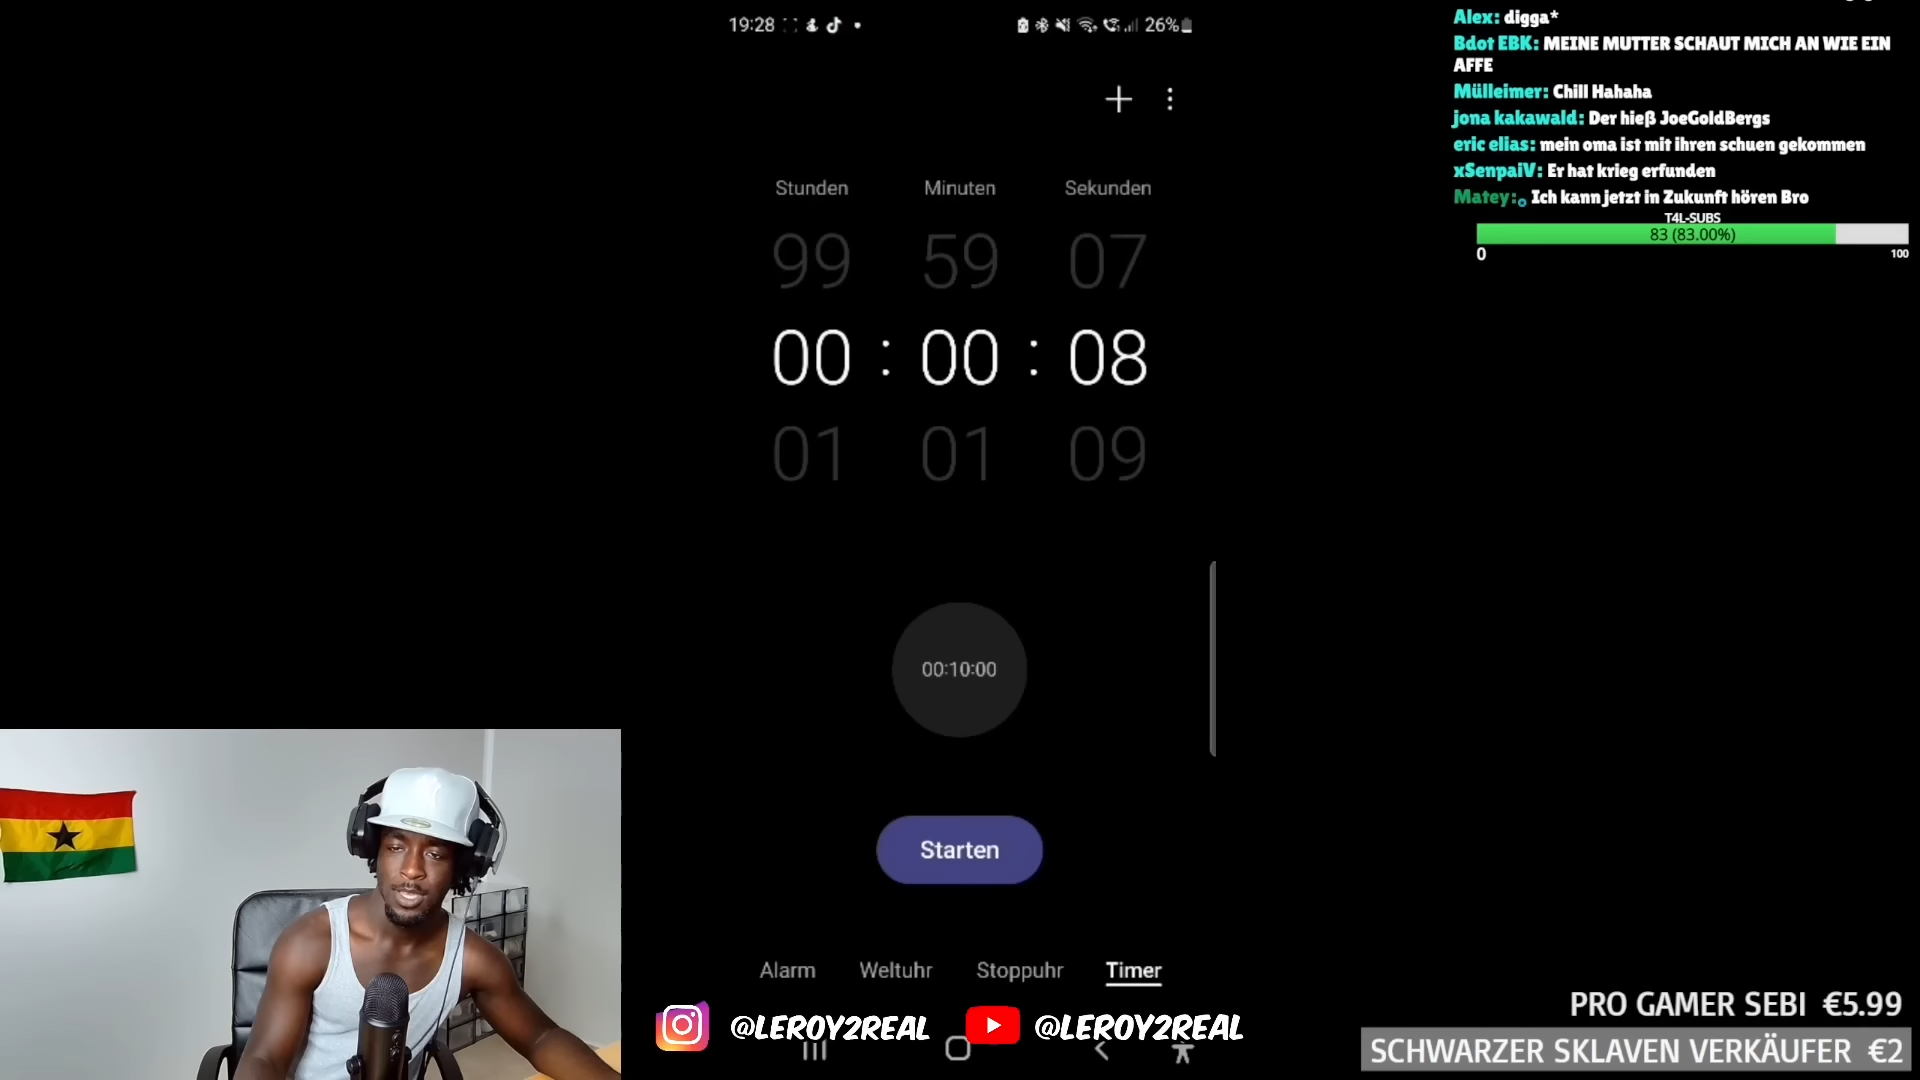 19:28
26%
Stunden Minuten Sekunden
99 59 07
00 : 00 : 08
01 01 09
00:10:00
Starten
Alarm Weltuhr Stoppuhr Timer
@LEROY2REAL @LEROY2REAL
Alex: digga*
Bdot EBK: MEINE MUTTER SCHAUT MICH AN WIE EIN
AFFE
Mülleimer: Chill Hahaha
jona kakawald: Der hieß JoeGoldBergs
eric elias: mein oma ist mit ihren schuen gekommen
xSenpaiV: Er hat krieg erfunden
Matey: Ich kann jetzt in Zukunft hören Bro
T4L-SUBS
83 (83.00%)
0 100
PRO GAMER SEBI €5.99
SCHWARZER SKLAVEN VERKÄUFER €2